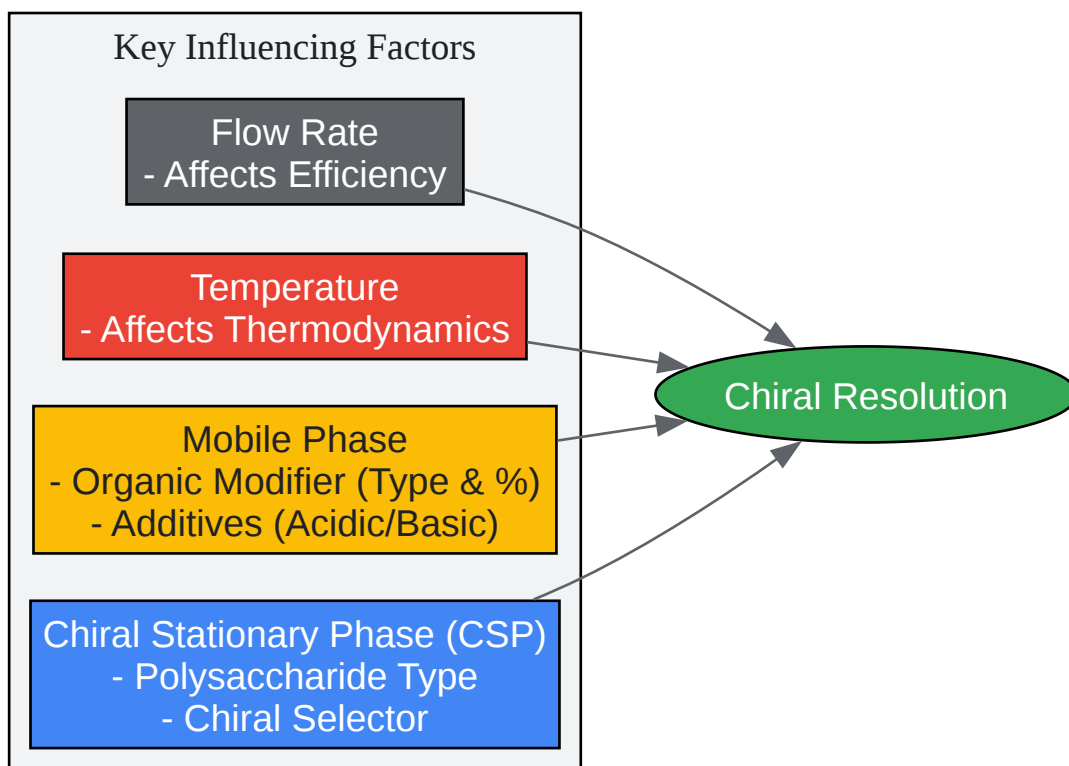 Key Influencing Factors
Flow Rate
- Affects Efficiency
Temperature
- Affects Thermodynamics
Mobile Phase
- Organic Modifier (Type & %)
- Additives (Acidic/Basic)
Chiral Stationary Phase (CSP)
- Polysaccharide Type
- Chiral Selector
Chiral Resolution